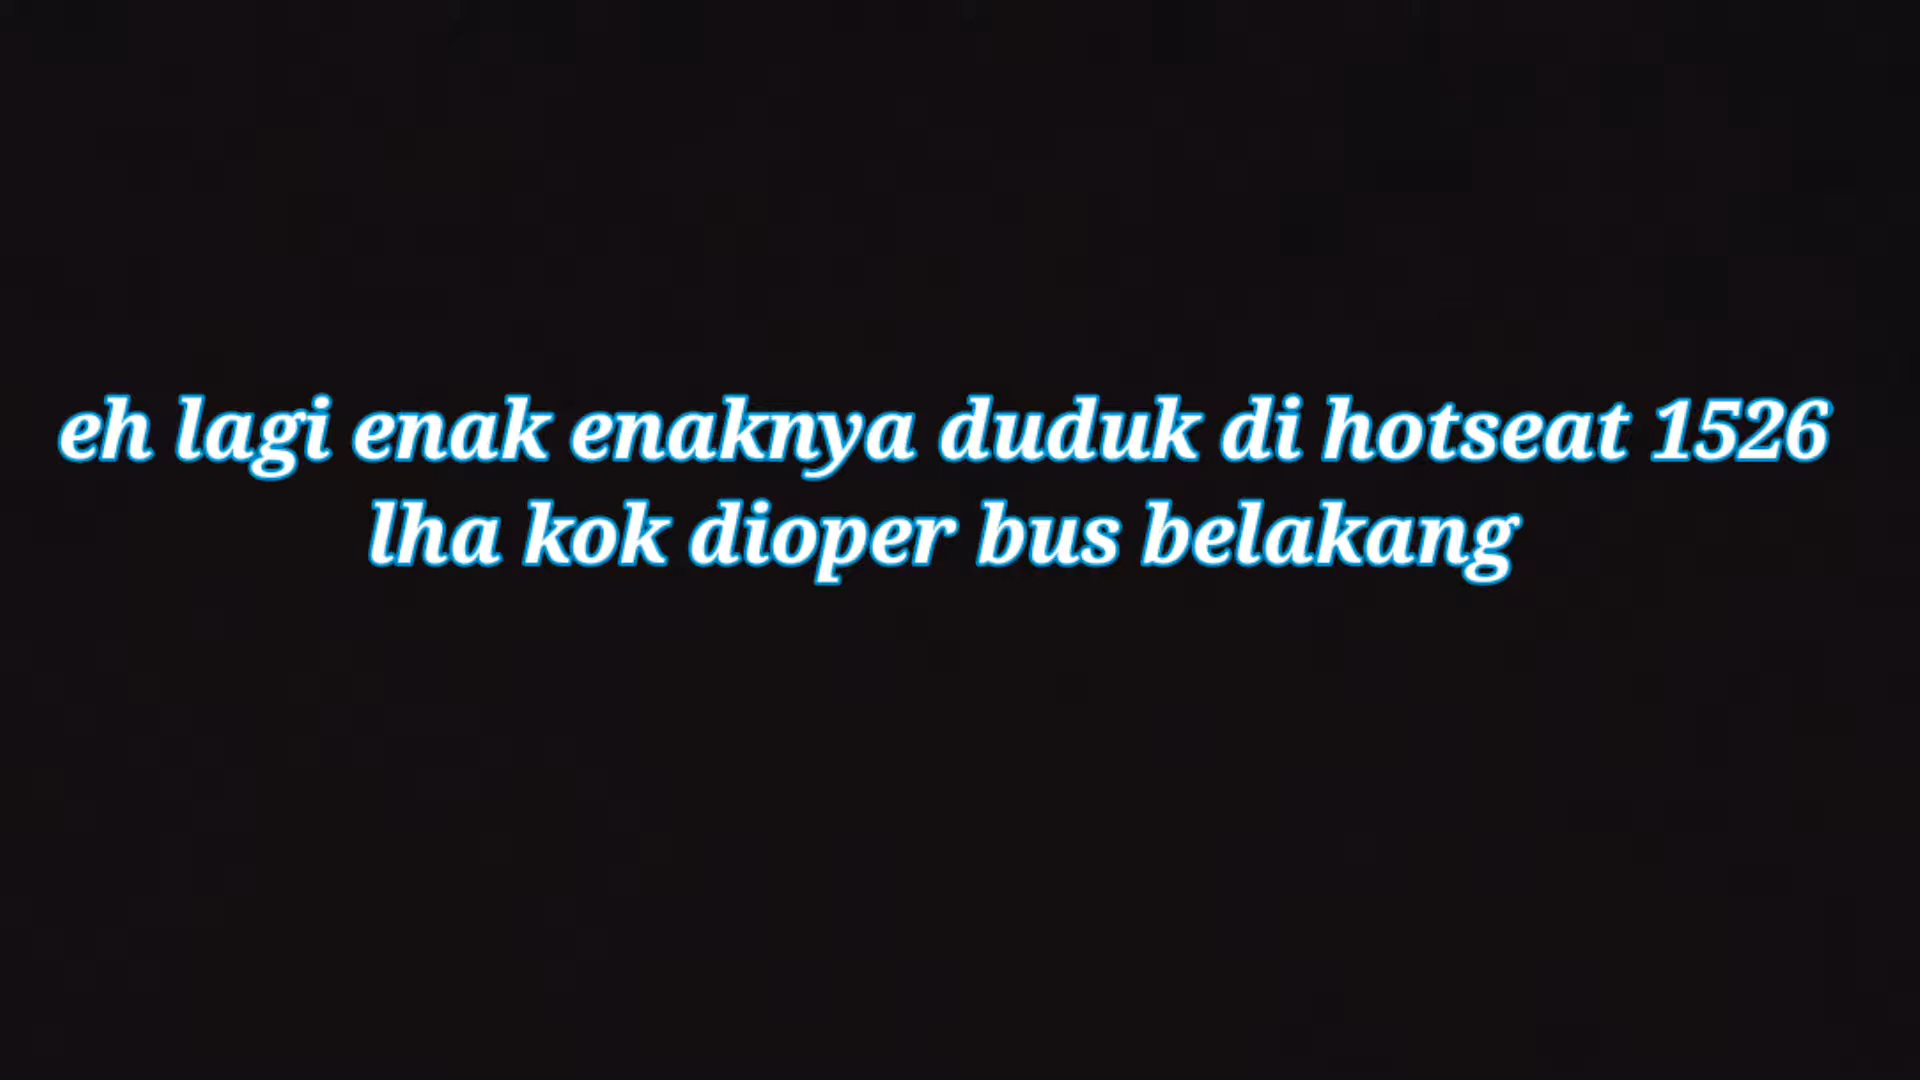 eh lagi enak enaknya duduk di hotseat 1526
lha kok dioper bus belakang